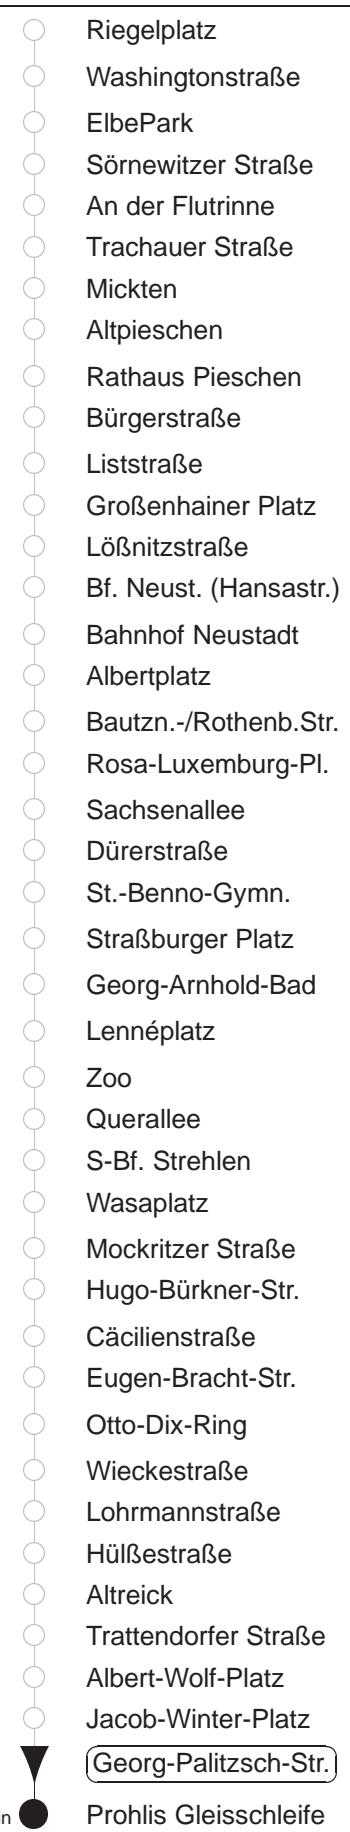 Riegelplatz
Washingtonstraße
ElbePark
Sörnewitzer Straße
An der Flutrinne
Trachauer Straße
Mickten
Altpieschen
Rathaus Pieschen
Bürgerstraße
Liststraße
Großenhainer Platz
Lößnitzstraße
Bf. Neust. (Hansastr.)
Bahnhof Neustadt
Albertplatz
Bautzn.-/Rothenb.Str.
Rosa-Luxemburg-Pl.
Sachsenallee
Dürerstraße
St.-Benno-Gymn.
Straßburger Platz
Georg-Arnhold-Bad
Lennéplatz
Zoo
Querallee
S-Bf. Strehlen
Wasaplatz
Mockritzer Straße
Hugo-Bürkner-Str.
Cäcilienstraße
Eugen-Bracht-Str.
Otto-Dix-Ring
Wieckestraße
Lohrmannstraße
Hülßestraße
Altreick
Trattendorfer Straße
Albert-Wolf-Platz
Jacob-Winter-Platz
Georg-Palitzsch-Str.
in Prohlis Gleisschleife